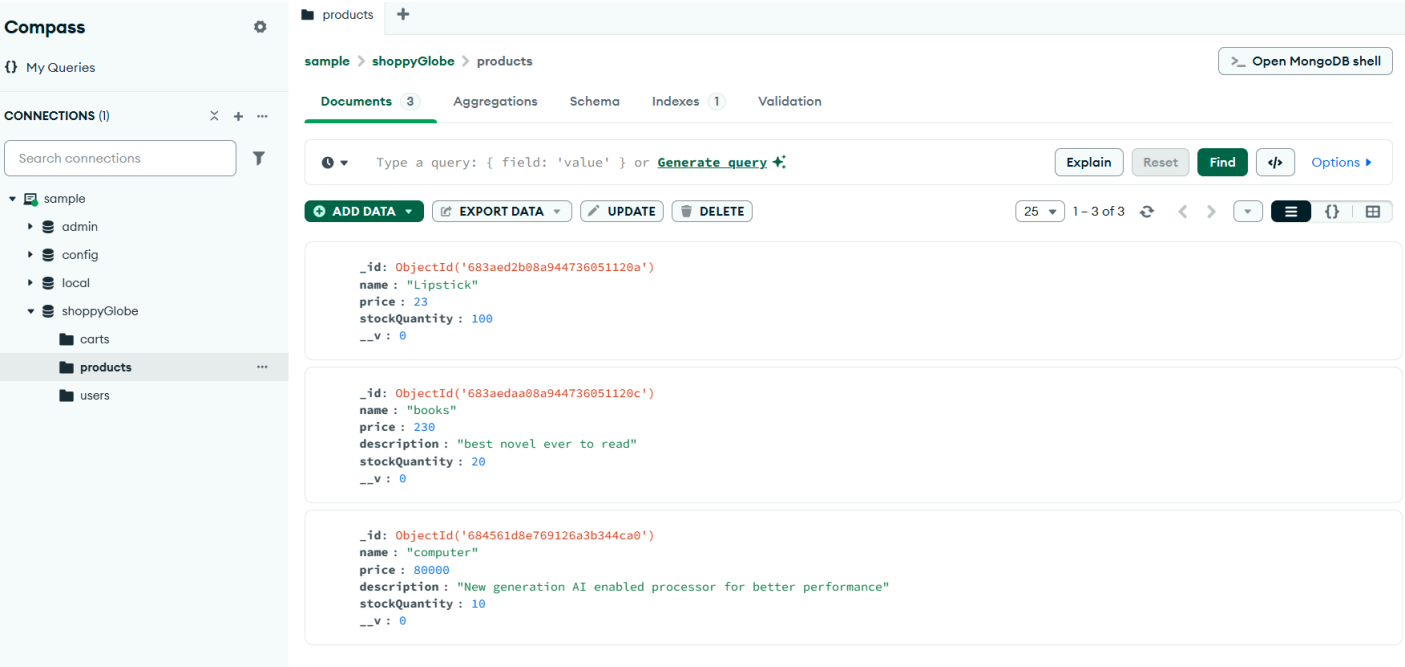 Compass
{} My Queries
CONNECTIONS (1)
Search connections
sample
admin
config
local
shoppyGlobe
carts
products
users
products
sample > shoppyGlobe > products
>_ Open MongoDB shell
Documents 3 Aggregations Schema Indexes 1 Validation
Type a query: { field: 'value' } or Generate query
Explain Reset Find </> Options
ADD DATA EXPORT DATA UPDATE DELETE
25 1 – 3 of 3 {}
_id: ObjectId('683aed2b08a944736051120a')
name : "Lipstick"
price : 23
stockQuantity : 100
__v : 0
_id: ObjectId('683aedaa08a944736051120c')
name : "books"
price : 230
description : "best novel ever to read"
stockQuantity : 20
__v : 0
_id: ObjectId('684561d8e769126a3b344ca0')
name : "computer"
price : 80000
description : "New generation AI enabled processor for better performance"
stockQuantity : 10
__v : 0